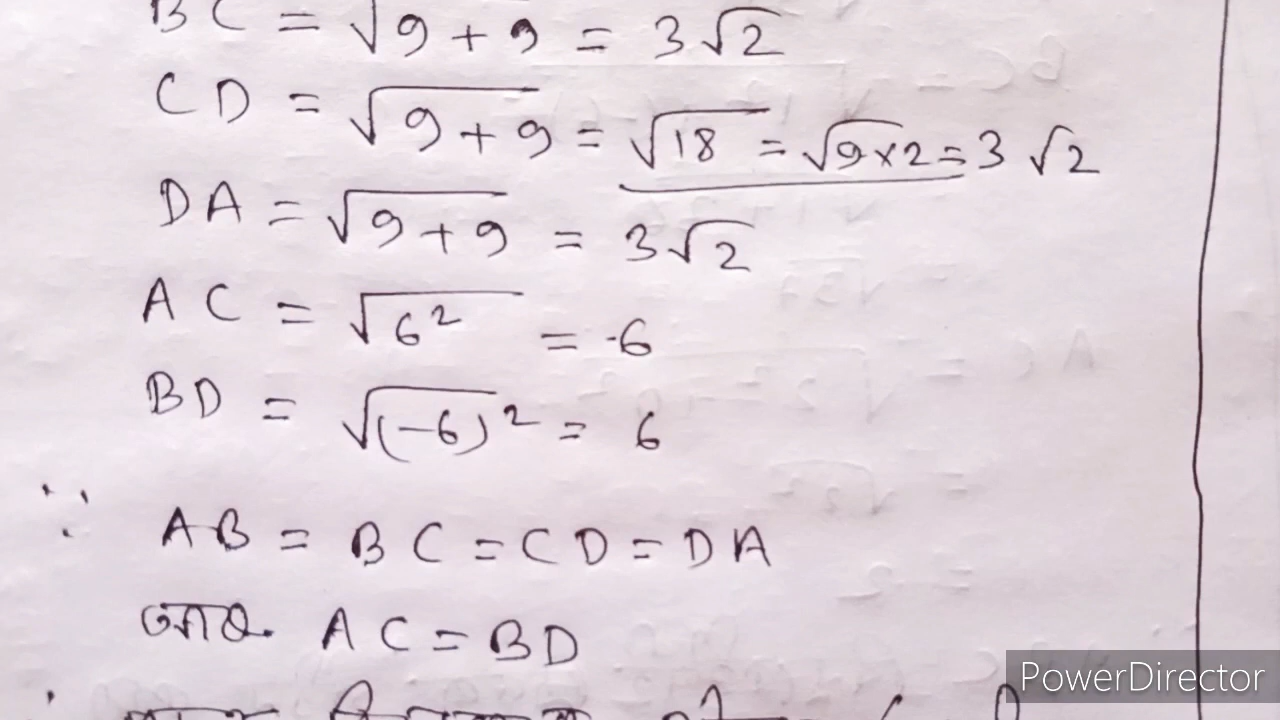 BC = √9+9 = 3√2
CD = √9+9 = √18 = √9×2 = 3√2
DA = √9+9 = 3√2
AC = √6² = 6
BD = √(-6)² = 6
∵ AB = BC = CD = DA
আৰু AC = BD
PowerDirector